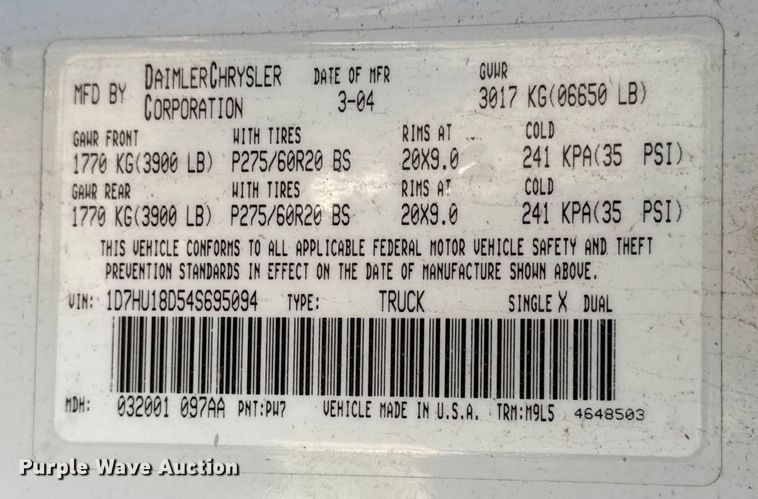 MFD BY DAIMLERCHRYSLER CORPORATION DATE OF MFR 3-04 GVWR 3017 KG(06650 LB)
GAWR FRONT WITH TIRES RIMS AT COLD
1770 KG(3900 LB) P275/60R20 BS 20X9.0 241 KPA(35 PSI)
GAWR REAR WITH TIRES RIMS AT COLD
1770 KG(3900 LB) P275/60R20 BS 20X9.0 241 KPA(35 PSI)
THIS VEHICLE CONFORMS TO ALL APPLICABLE FEDERAL MOTOR VEHICLE SAFETY AND THEFT
PREVENTION STANDARDS IN EFFECT ON THE DATE OF MANUFACTURE SHOWN ABOVE.
VIN: 1D7HU18D54S695094 TYPE: TRUCK SINGLE X DUAL
MDH: 032001 097AA PNT:PW7 VEHICLE MADE IN U.S.A. TRM:M9L5 4648503
Purple Wave Auction